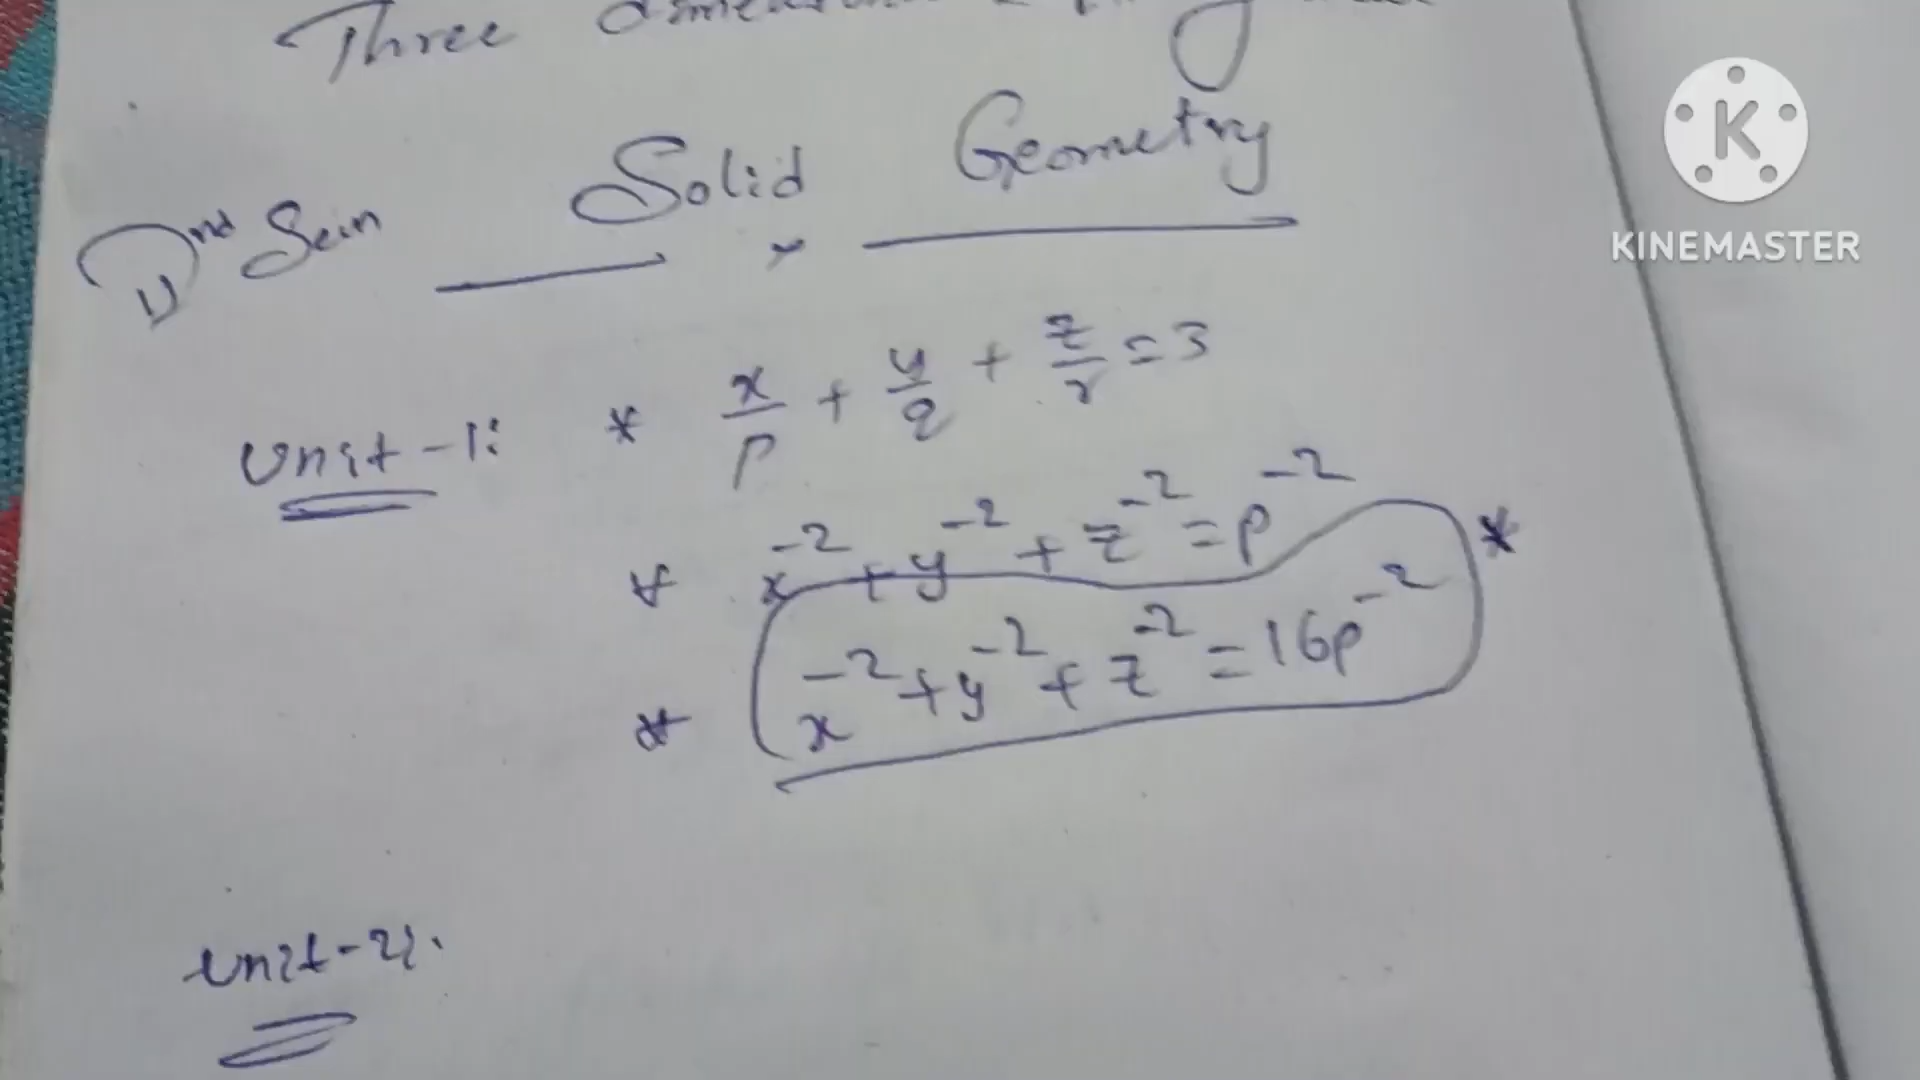 Three
Solid Geometry
IInd Sem
Unit-1: * x/p + y/q + z/r = 3
* x^-2 + y^-2 + z^-2 = p^-2
* x^-2 + y^-2 + z^-2 = 16p^-2 *
Unit-2:
K
KINEMASTER